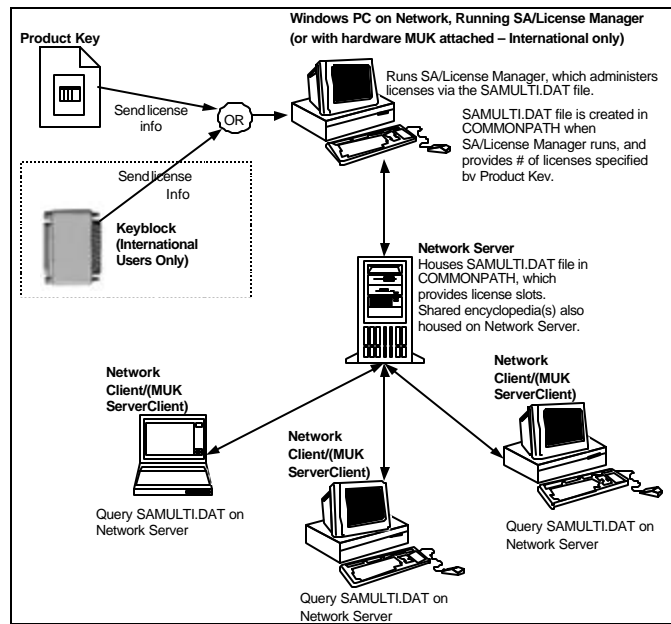 Windows PC on Network, Running SA/License Manager
(or with hardware MUK attached – International only)
Product Key
Runs SA/License Manager, which administers
licenses via the SAMULTI.DAT file.
SAMULTI.DAT file is created in
COMMONPATH when
SA/License Manager runs, and
provides # of licenses specified
by Product Key.
Send license
info
OR
Send license
Info
Keyblock
(International
Users Only)
Network Server
Houses SAMULTI.DAT file in
COMMONPATH, which
provides license slots.
Shared encyclopedia(s) also
housed on Network Server.
Network
Client/(MUK
ServerClient)
Query SAMULTI.DAT on
Network Server
Network
Client/(MUK
ServerClient)
Query SAMULTI.DAT on
Network Server
Network
Client/(MUK
ServerClient)
Query SAMULTI.DAT on
Network Server